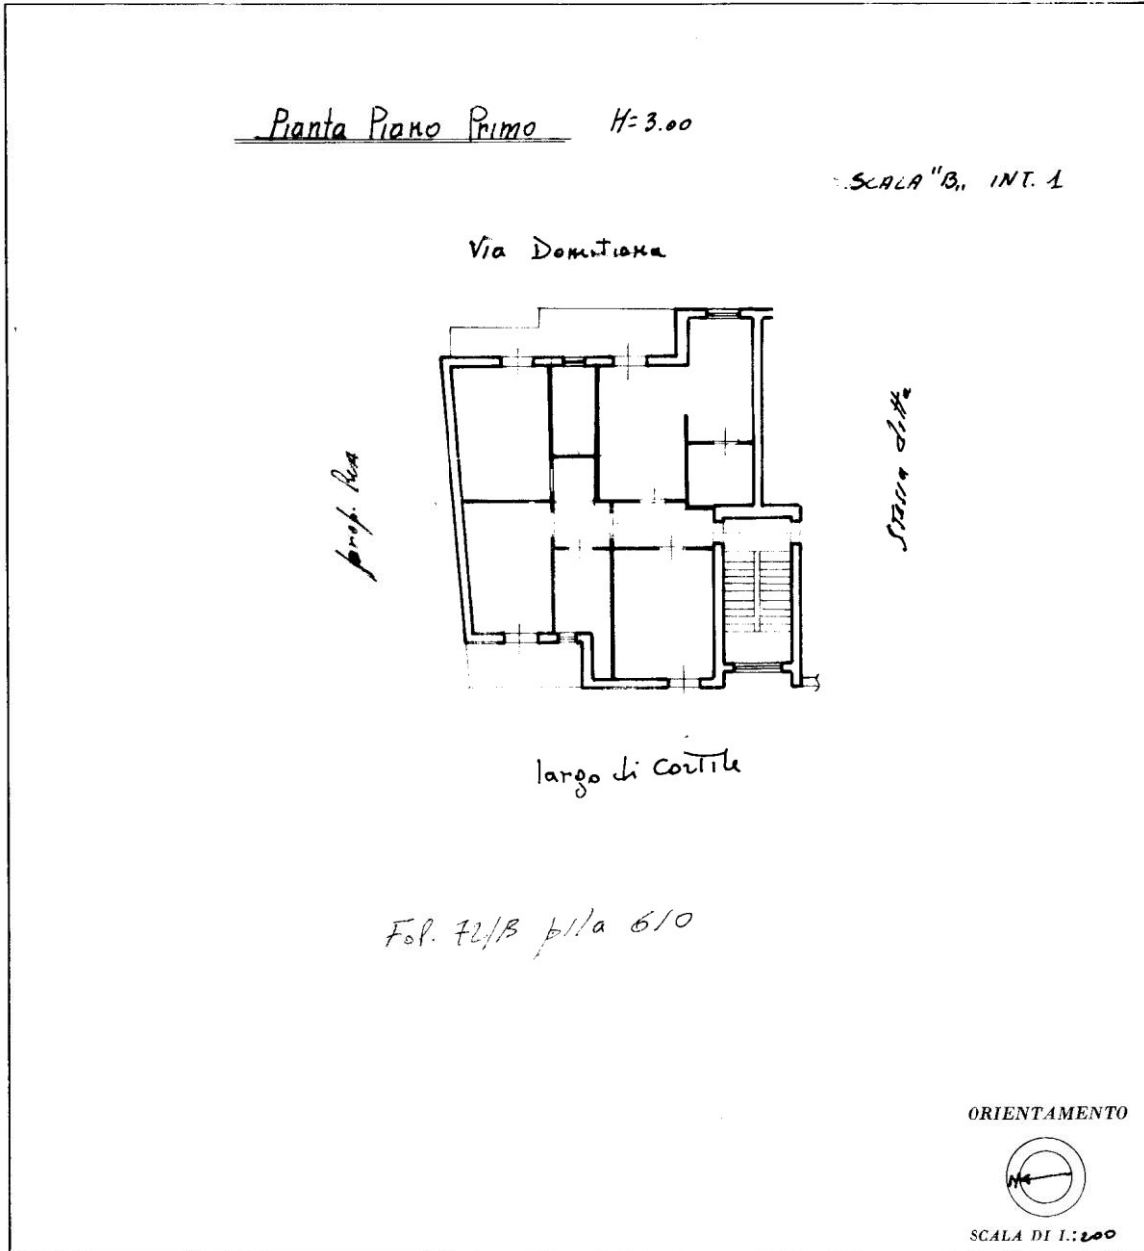 Pianta Piano Primo H=3.00
SCALA "B" INT. 1
Via Domitiana
prop. Rea
Stessa ditta
largo di Cortile
Fol. 72/B p/lla 610
ORIENTAMENTO
N
SCALA DI 1.:200